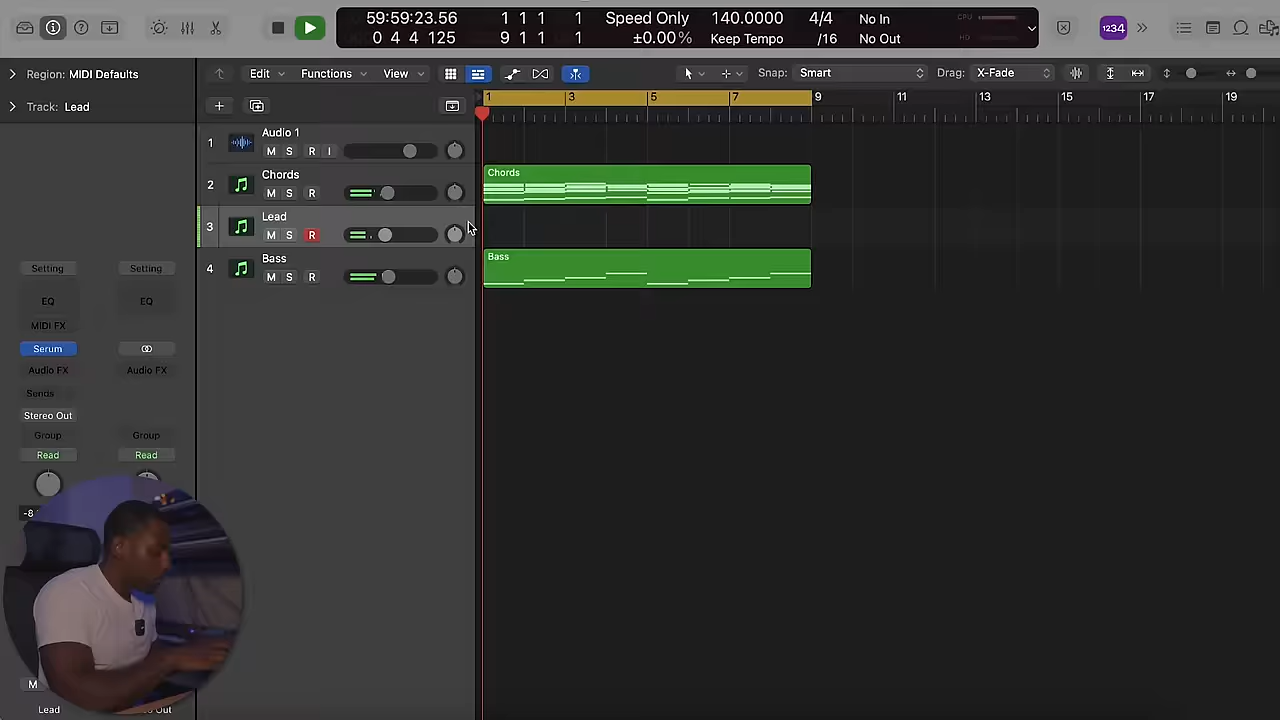 59:59:23.56
0 4 4 125
1 1 1 1
9 1 1 1
Speed Only
±0.00%
140.0000
Keep Tempo
4/4
/16
No In
No Out
CPU
HD
1234
Region: MIDI Defaults
Edit
Functions
View
Snap:
Smart
Drag:
X-Fade
Track: Lead
1
3
5
7
9
11
13
15
17
19
1
Audio 1
M
S
R
I
2
Chords
M
S
R
3
Lead
M
S
R
4
Bass
M
S
R
Chords
Bass
Setting
Setting
EQ
EQ
MIDI FX
Serum
Audio FX
Audio FX
Sends
Stereo Out
Group
Group
Read
Read
M
Lead
Out